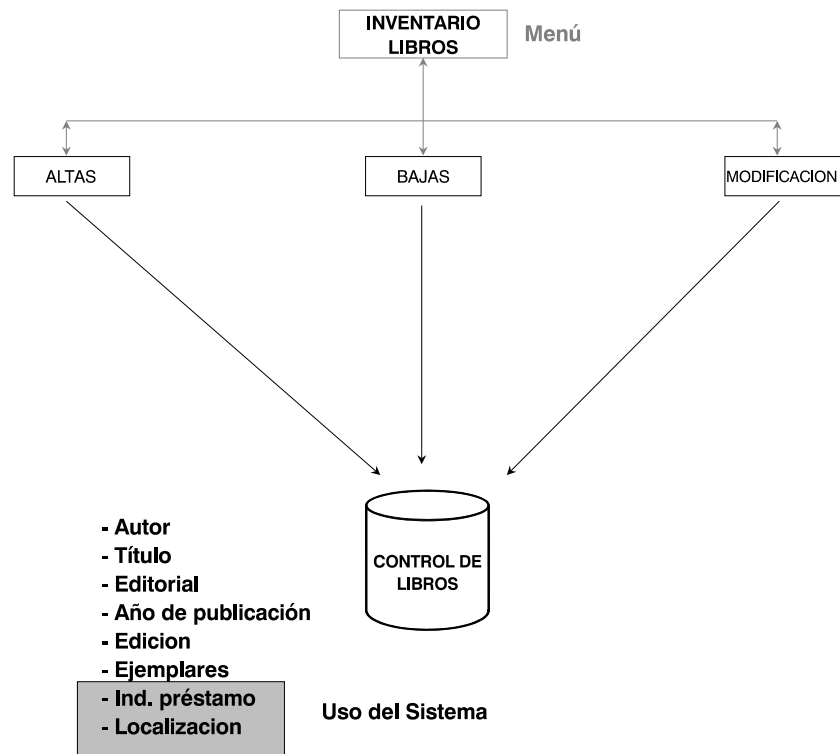 INVENTARIO
LIBROS
Menú
ALTAS
BAJAS
MODIFICACION
CONTROL DE
LIBROS
- Autor
- Título
- Editorial
- Año de publicación
- Edicion
- Ejemplares
- Ind. préstamo
- Localizacion
Uso del Sistema